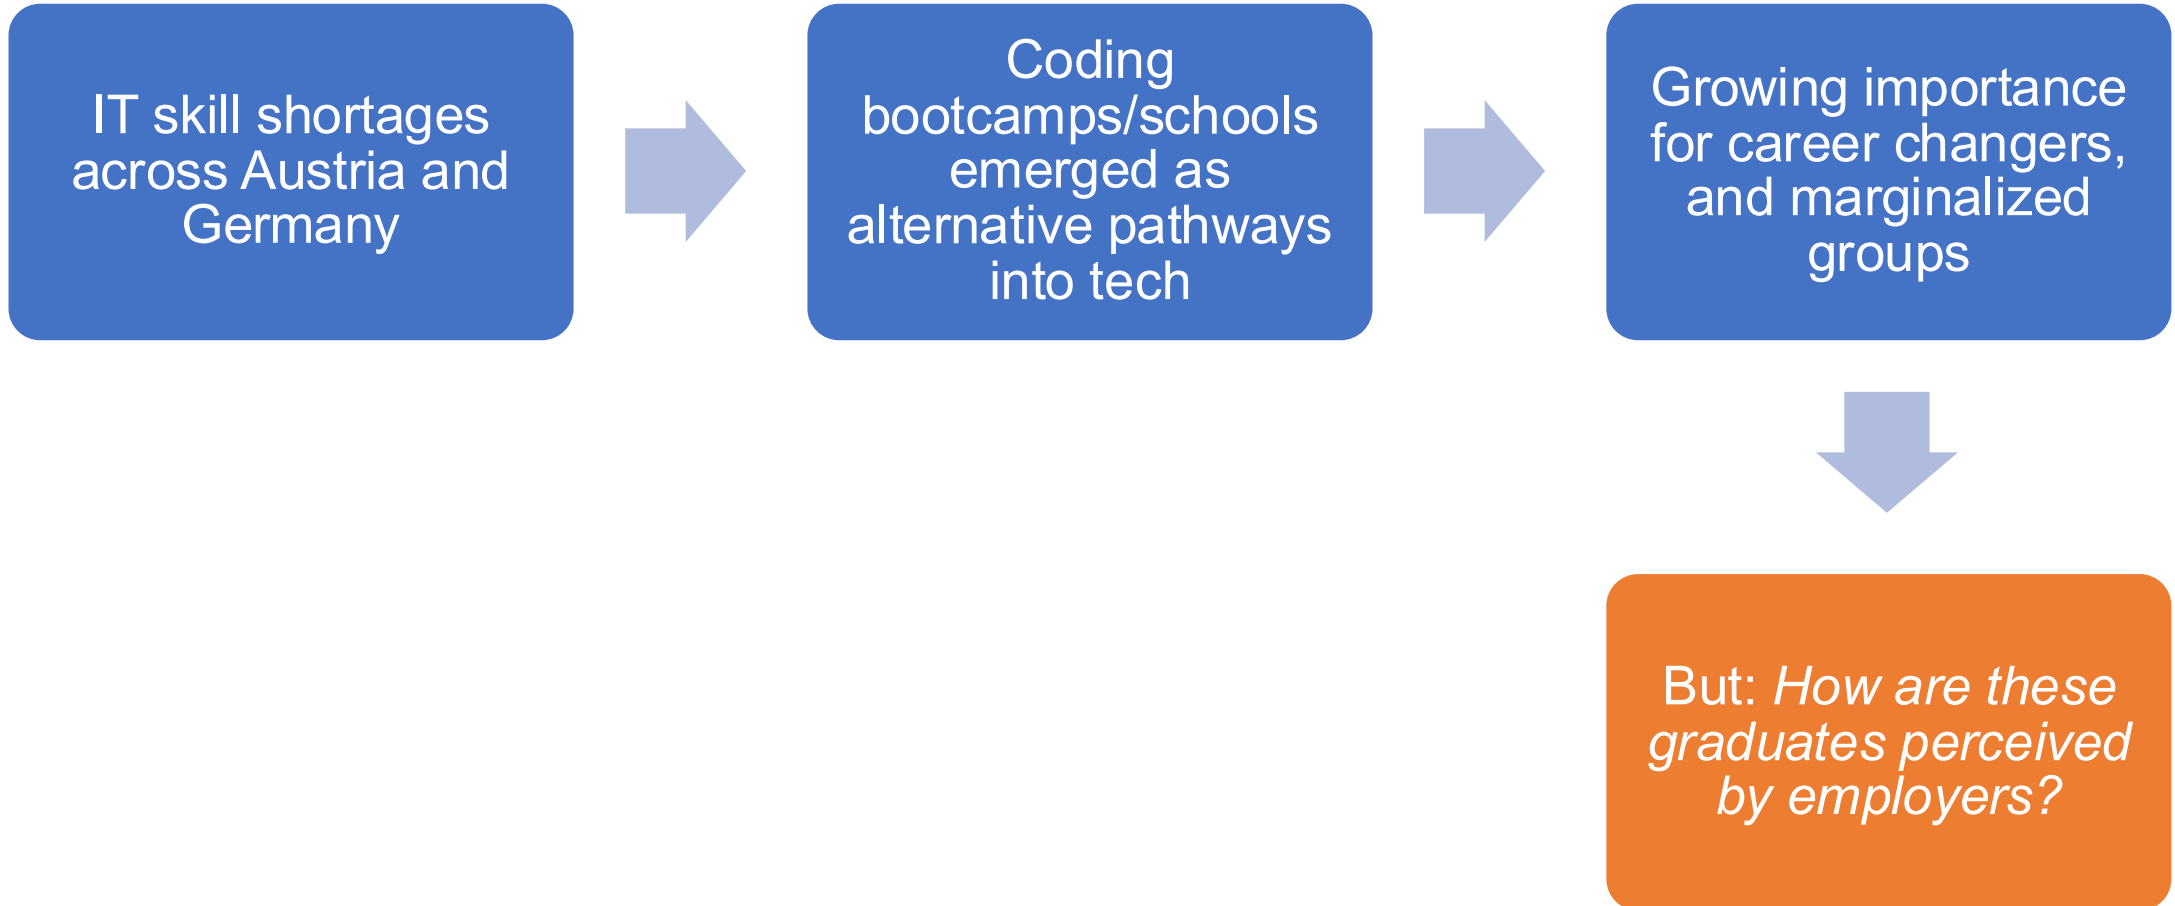 IT skill shortages
across Austria and
Germany
Coding
bootcamps/schools
emerged as
alternative pathways
into tech
Growing importance
for career changers,
and marginalized
groups
But: How are these
graduates perceived
by employers?